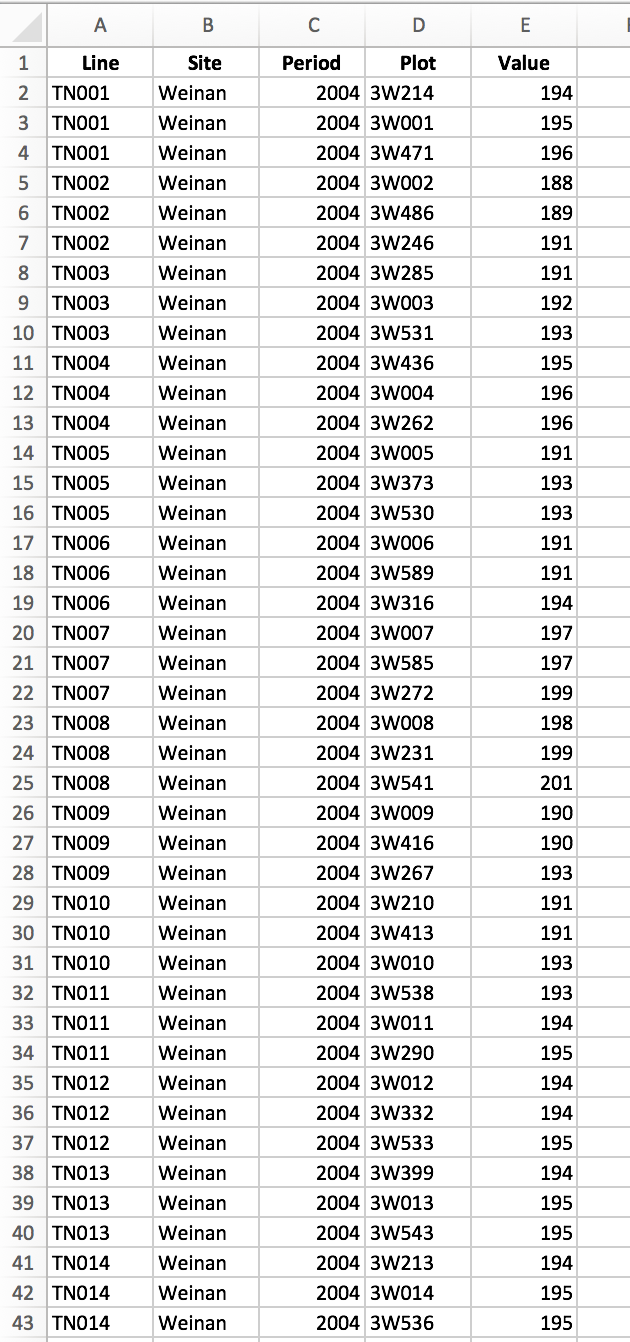 A B C D E
1 Line Site Period Plot Value
2 TN001 Weinan 2004 3W214 194
3 TN001 Weinan 2004 3W001 195
4 TN001 Weinan 2004 3W471 196
5 TN002 Weinan 2004 3W002 188
6 TN002 Weinan 2004 3W486 189
7 TN002 Weinan 2004 3W246 191
8 TN003 Weinan 2004 3W285 191
9 TN003 Weinan 2004 3W003 192
10 TN003 Weinan 2004 3W531 193
11 TN004 Weinan 2004 3W436 195
12 TN004 Weinan 2004 3W004 196
13 TN004 Weinan 2004 3W262 196
14 TN005 Weinan 2004 3W005 191
15 TN005 Weinan 2004 3W373 193
16 TN005 Weinan 2004 3W530 193
17 TN006 Weinan 2004 3W006 191
18 TN006 Weinan 2004 3W589 191
19 TN006 Weinan 2004 3W316 194
20 TN007 Weinan 2004 3W007 197
21 TN007 Weinan 2004 3W585 197
22 TN007 Weinan 2004 3W272 199
23 TN008 Weinan 2004 3W008 198
24 TN008 Weinan 2004 3W231 199
25 TN008 Weinan 2004 3W541 201
26 TN009 Weinan 2004 3W009 190
27 TN009 Weinan 2004 3W416 190
28 TN009 Weinan 2004 3W267 193
29 TN010 Weinan 2004 3W210 191
30 TN010 Weinan 2004 3W413 191
31 TN010 Weinan 2004 3W010 193
32 TN011 Weinan 2004 3W538 193
33 TN011 Weinan 2004 3W011 194
34 TN011 Weinan 2004 3W290 195
35 TN012 Weinan 2004 3W012 194
36 TN012 Weinan 2004 3W332 194
37 TN012 Weinan 2004 3W533 195
38 TN013 Weinan 2004 3W399 194
39 TN013 Weinan 2004 3W013 195
40 TN013 Weinan 2004 3W543 195
41 TN014 Weinan 2004 3W213 194
42 TN014 Weinan 2004 3W014 195
43 TN014 Weinan 2004 3W536 195